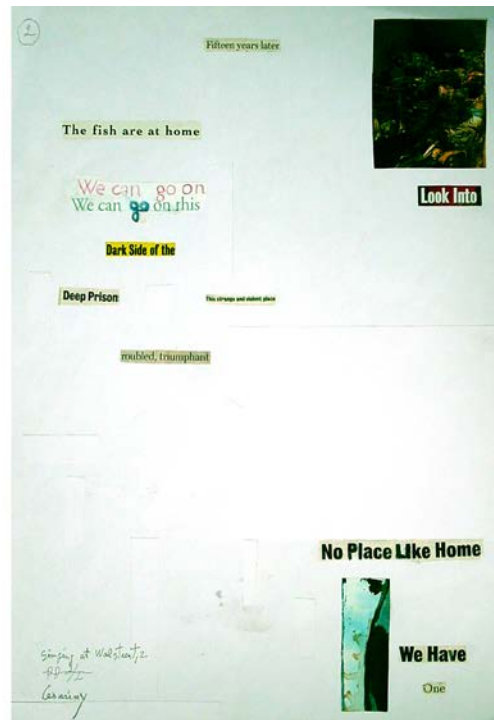 2
Fifteen years later
The fish are at home
We can go on
We can go on this
Look Into
Dark Side of the
Deep Prison
This strange and violent place
roubled, triumphant
No Place Like Home
We Have
One
Cesariny